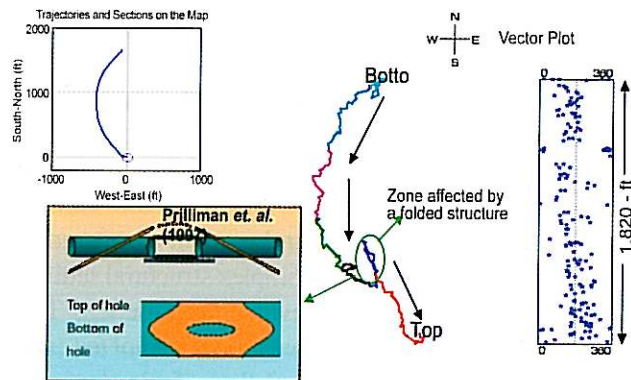 Trajectories and Sections on the Map
South-North (ft)
2000
1000
0
-1000
0
1000
West-East (ft)
N
W
E
S
Vector Plot
Botto
0
360
1,820 - ft
0
360
Zone affected by
a folded structure
Top
Prilliman et. al.
(1997
Top of hole
Bottom of
hole